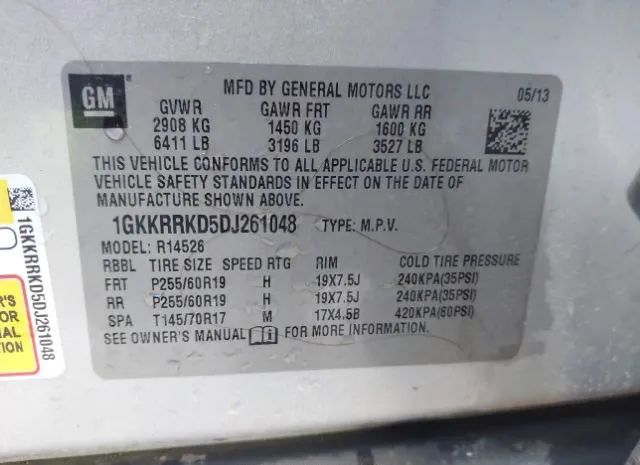 GM
MFD BY GENERAL MOTORS LLC 05/13
GVWR GAWR FRT GAWR RR
2908 KG 1450 KG 1600 KG
6411 LB 3196 LB 3527 LB
THIS VEHICLE CONFORMS TO ALL APPLICABLE U.S. FEDERAL MOTOR
VEHICLE SAFETY STANDARDS IN EFFECT ON THE DATE OF
MANUFACTURE SHOWN ABOVE.
1GKKRRKD5DJ261048 TYPE: M.P.V.
MODEL: R14526
RBBL TIRE SIZE SPEED RTG RIM COLD TIRE PRESSURE
FRT P255/60R19 H 19X7.5J 240KPA(35PSI)
RR P255/60R19 H 19X7.5J 240KPA(35PSI)
SPA T145/70R17 M 17X4.5B 420KPA(60PSI)
SEE OWNER'S MANUAL FOR MORE INFORMATION.
1GKKRRKD5DJ261048